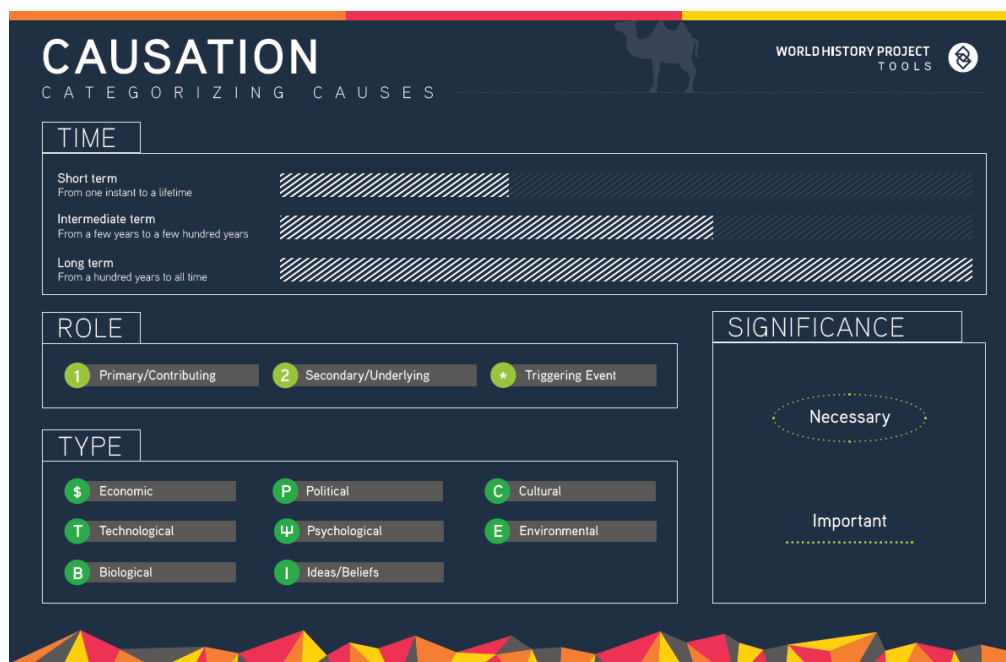 CAUSATION
CATEGORIZING CAUSES
WORLD HISTORY PROJECT
TOOLS
TIME
Short term
From one instant to a lifetime
Intermediate term
From a few years to a few hundred years
Long term
From a hundred years to all time
ROLE
1 Primary/Contributing
2 Secondary/Underlying
* Triggering Event
TYPE
$ Economic
P Political
C Cultural
T Technological
Ψ Psychological
E Environmental
B Biological
I Ideas/Beliefs
SIGNIFICANCE
Necessary
Important